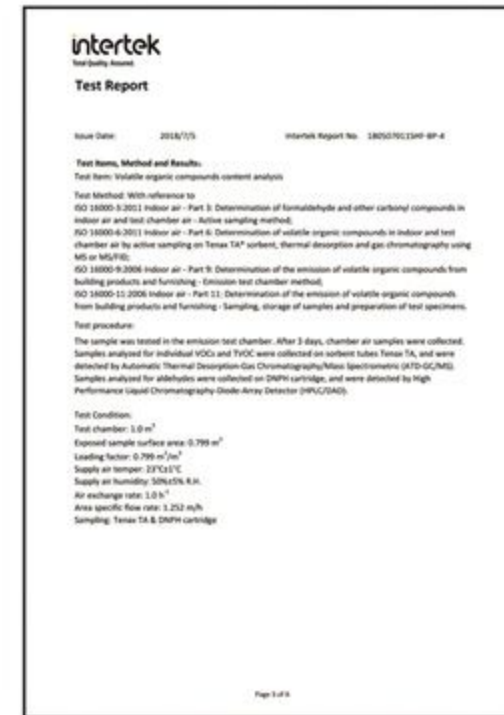 intertek
Total Quality. Assured.
Test Report
Issue Date: 2018/7/5 Intertek Report No.
Test Items, Method and Results:
Test Item: Volatile organic compounds content analysis
Test Method: With reference to
ISO 16000-3:2011 Indoor air - Part 3: Determination of formaldehyde and other carbonyl compounds in
indoor air and test chamber air - Active sampling method;
ISO 16000-6:2011 Indoor air - Part 6: Determination of volatile organic compounds in indoor and test
chamber air by active sampling on Tenax TA® sorbent, thermal desorption and gas chromatography using
MS or MS/FID;
ISO 16000-9:2006 Indoor air - Part 9: Determination of the emission of volatile organic compounds from
building products and furnishing - Emission test chamber method;
ISO 16000-11:2006 Indoor air - Part 11: Determination of the emission of volatile organic compounds
from building products and furnishing - Sampling, storage of samples and preparation of test specimens.
Test procedure:
The sample was tested in the emission test chamber. After 3 days, chamber air samples were collected.
Samples analyzed for individual VOCs and TVOC were collected on sorbent tubes Tenax TA, and were
detected by Automatic Thermal Desorption-Gas Chromatography/Mass Spectrometric (ATD-GC/MS).
Samples analyzed for aldehydes were collected on DNPH cartridge, and were detected by High
Performance Liquid Chromatography-Diode-Array Detector (HPLC/DAD).
Test Condition:
Test chamber: 1.0 m³
Exposed sample surface area: 0.799 m²
Loading factor: 0.799 m²/m³
Supply air temper: 23°C±1°C
Supply air humidity: 50%±5% R.H.
Air exchange rate: 1.0 h⁻¹
Area specific flow rate: 1.252 m/h
Sampling: Tenax TA & DNPH cartridge
Page 3 of 6